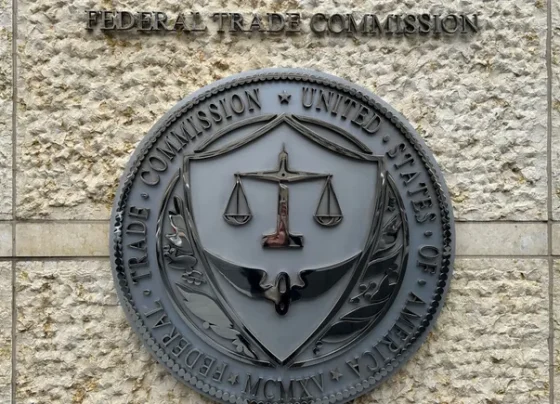 FEDERAL TRADE COMMISSION
FEDERAL TRADE COMMISSION ★ UNITED STATES OF AMERICA
★ MCMXV ★